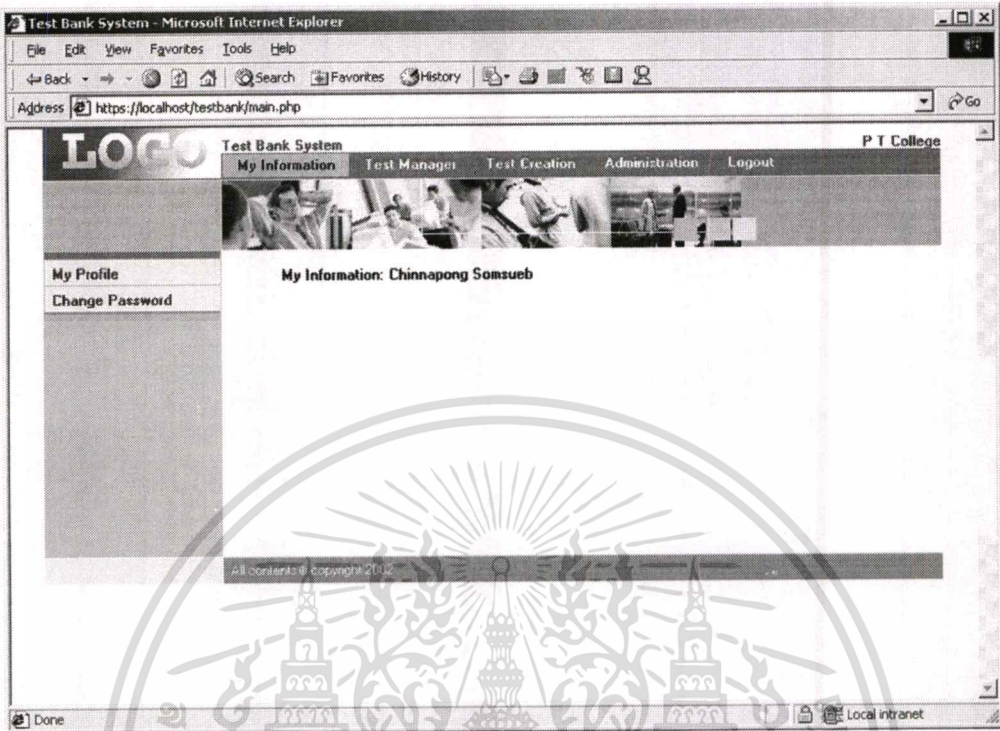 Test Bank System - Microsoft Internet Explorer
File Edit View Favorites Tools Help
Back Search Favorites History
Address https://localhost/testbank/main.php Go
LOGO
Test Bank System P T College
My Information Test Manager Test Creation Administration Logout
My Profile
Change Password
My Information: Chinnapong Somsueb
All contents © copyright 2002
Done Local intranet